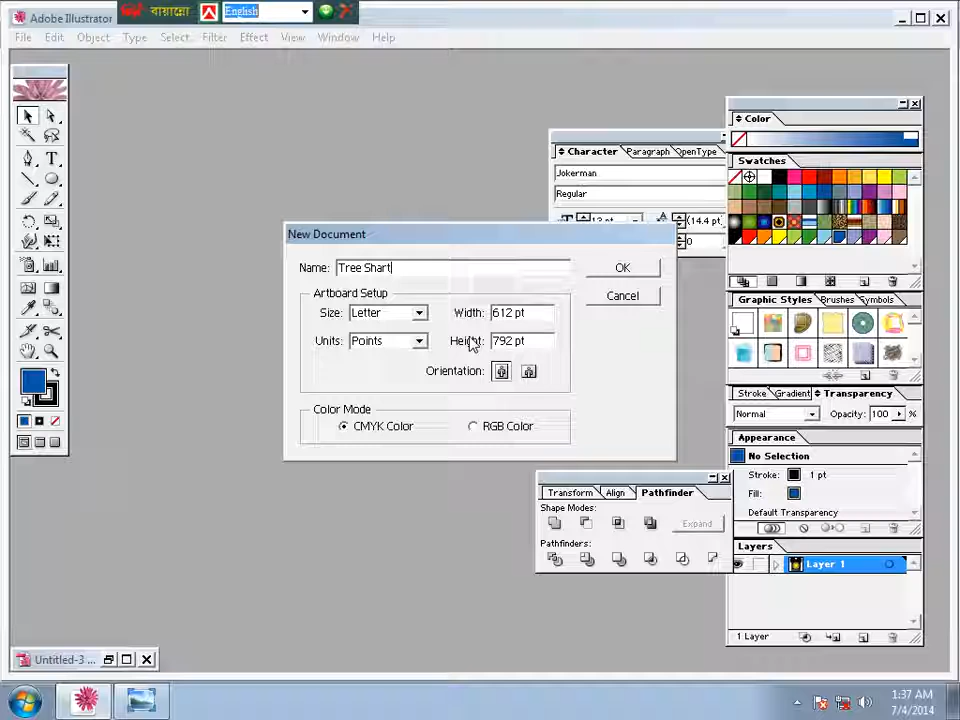 Adobe Illustrator
বায়ান্নো
English
File Edit Object Type Select Filter Effect View Window Help
Color
Character Paragraph OpenType
Swatches
Jokerman
Regular
(14.4 pt
0
New Document
Name: Tree Shart
OK
Artboard Setup
Cancel
Size: Letter
Width: 612 pt
Units: Points
Height: 792 pt
Orientation:
Color Mode
CMYK Color
RGB Color
Graphic Styles Brushes Symbols
Stroke Gradient Transparency
Normal Opacity: 100 %
Appearance
No Selection
Stroke: 1 pt
Fill:
Default Transparency
Transform Align Pathfinder
Shape Modes:
Expand
Pathfinders:
Layers
Layer 1
1 Layer
Untitled-3 ...
1:37 AM
7/4/2014